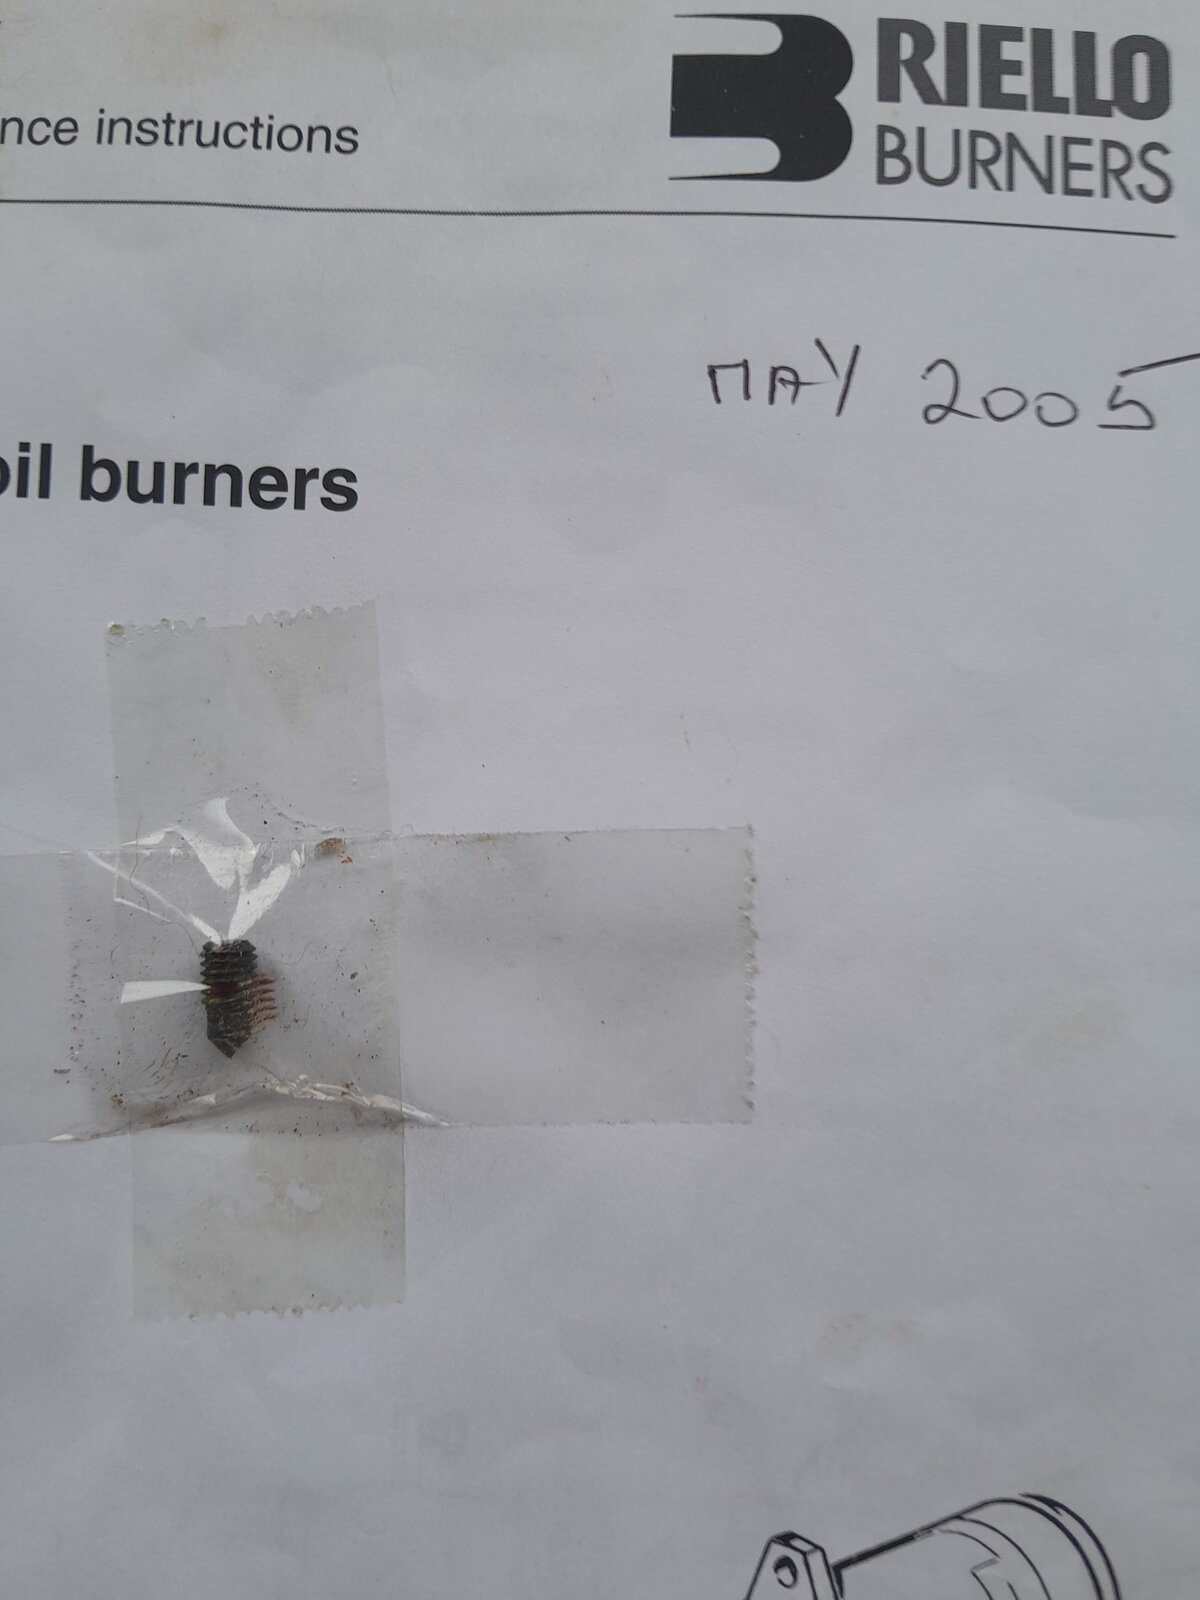 RIELLO
BURNERS
nce instructions
MAY 2005
oil burners